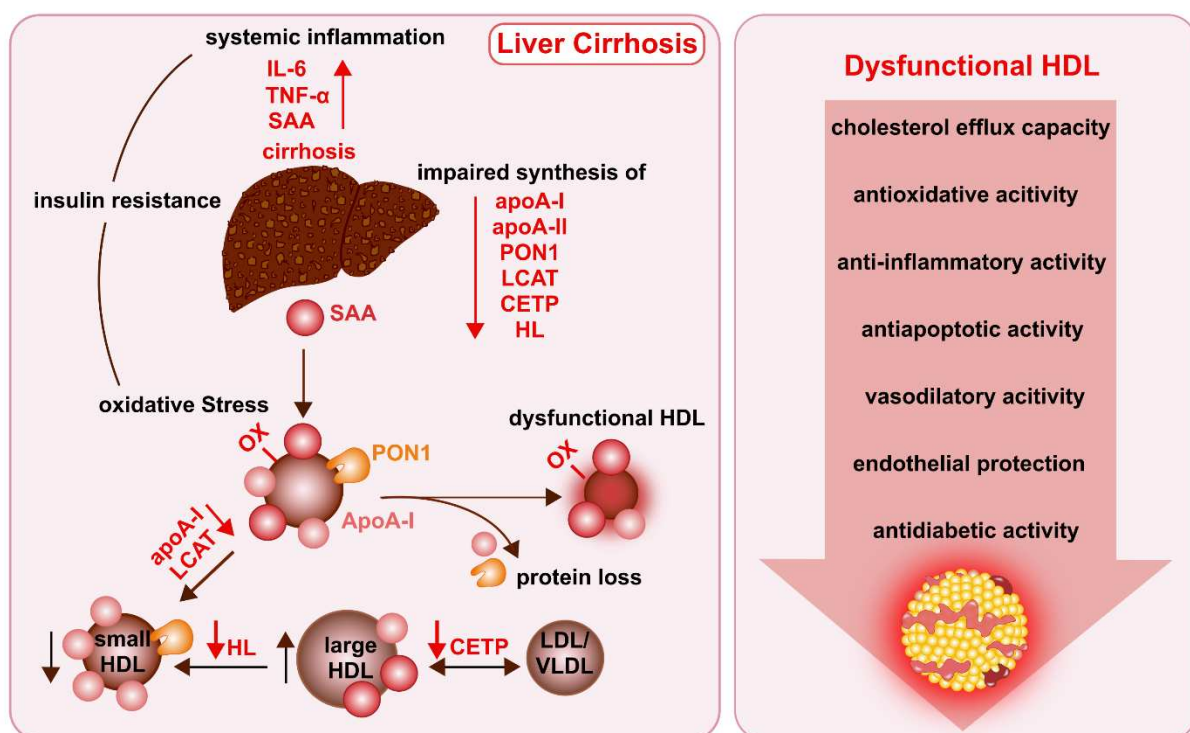 Liver Cirrhosis
systemic inflammation
IL-6
TNF-α
SAA
cirrhosis
insulin resistance
impaired synthesis of
apoA-I
apoA-II
PON1
LCAT
CETP
HL
SAA
oxidative Stress
OX
PON1
ApoA-I
dysfunctional HDL
OX
protein loss
apoA-I
LCAT
small
HDL
HL
large
HDL
CETP
LDL/
VLDL
Dysfunctional HDL
cholesterol efflux capacity
antioxidative acitivity
anti-inflammatory activity
antiapoptotic activity
vasodilatory acitivity
endothelial protection
antidiabetic activity